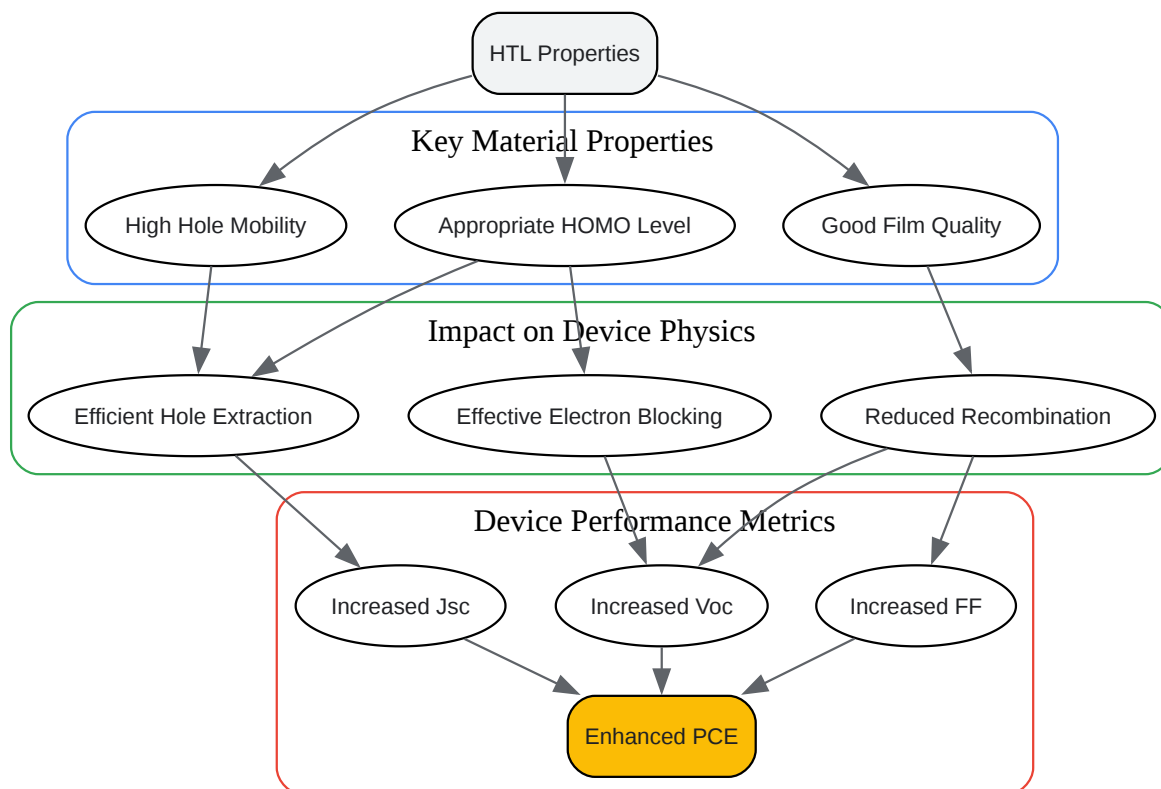 HTL Properties
Key Material Properties
High Hole Mobility
Appropriate HOMO Level
Good Film Quality
Impact on Device Physics
Efficient Hole Extraction
Effective Electron Blocking
Reduced Recombination
Device Performance Metrics
Increased Jsc
Increased Voc
Increased FF
Enhanced PCE